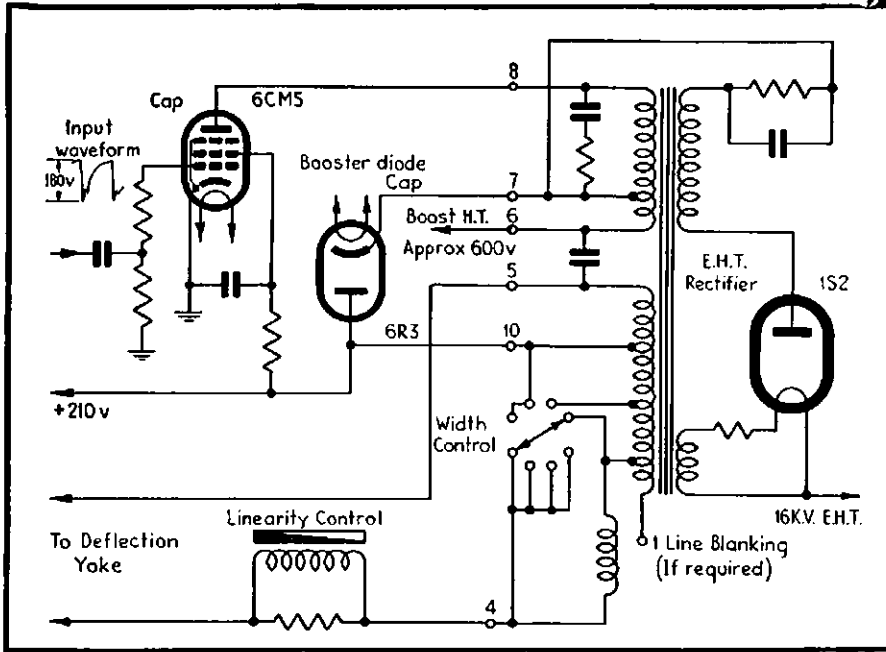 8
Cap
6CM5
Input
waveform
180v
Booster diode
Cap
7
Boost H.T.
6
Approx 600v
5
E.H.T.
Rectifier
1S2
6R3
10
+210v
Width
Control
Linearity Control
16K.V. E.H.T.
To Deflection
Yoke
1 Line Blanking
(If required)
4